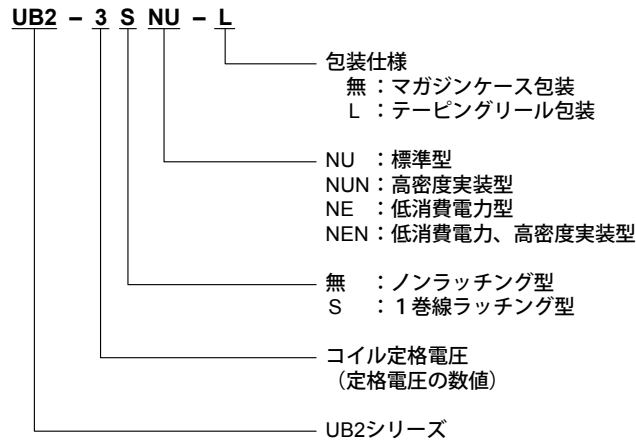 UB2 – 3 S NU – L
包装仕様
無：マガジンケース包装
L：テーピングリール包装
NU：標準型
NUN：高密度実装型
NE：低消費電力型
NEN：低消費電力、高密度実装型
無：ノンラッチング型
S：１巻線ラッチング型
コイル定格電圧
（定格電圧の数値）
UB2シリーズ